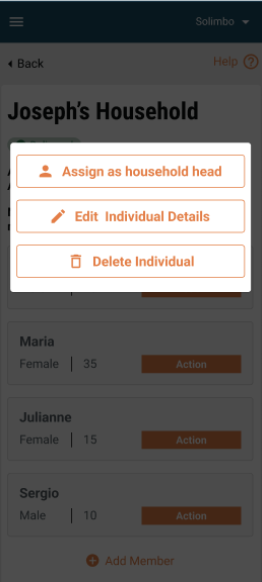 Solimbo
Back
Help ?
Joseph's Household
Assign as household head
Edit Individual Details
Delete Individual
Maria
Female | 35
Action
Julianne
Female | 15
Action
Sergio
Male | 10
Action
Add Member